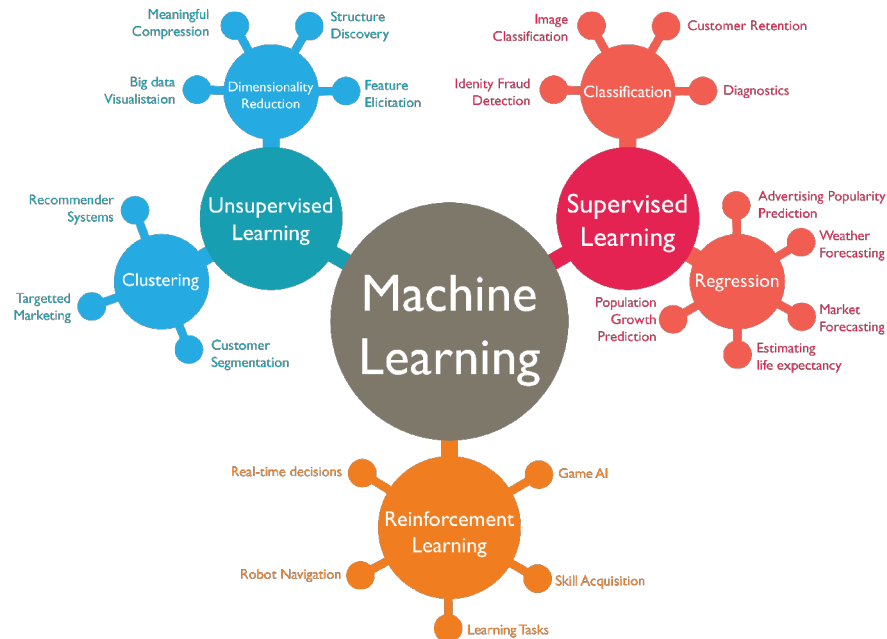 Meaningful
Compression
Structure
Discovery
Big data
Visualistaion
Dimensionality
Reduction
Feature
Elicitation
Unsupervised
Learning
Recommender
Systems
Clustering
Targetted
Marketing
Customer
Segmentation
Image
Classification
Customer Retention
Idenity Fraud
Detection
Classification
Diagnostics
Supervised
Learning
Advertising Popularity
Prediction
Weather
Forecasting
Regression
Population
Growth
Prediction
Market
Forecasting
Estimating
life expectancy
Machine
Learning
Real-time decisions
Game AI
Reinforcement
Learning
Robot Navigation
Skill Acquisition
Learning Tasks